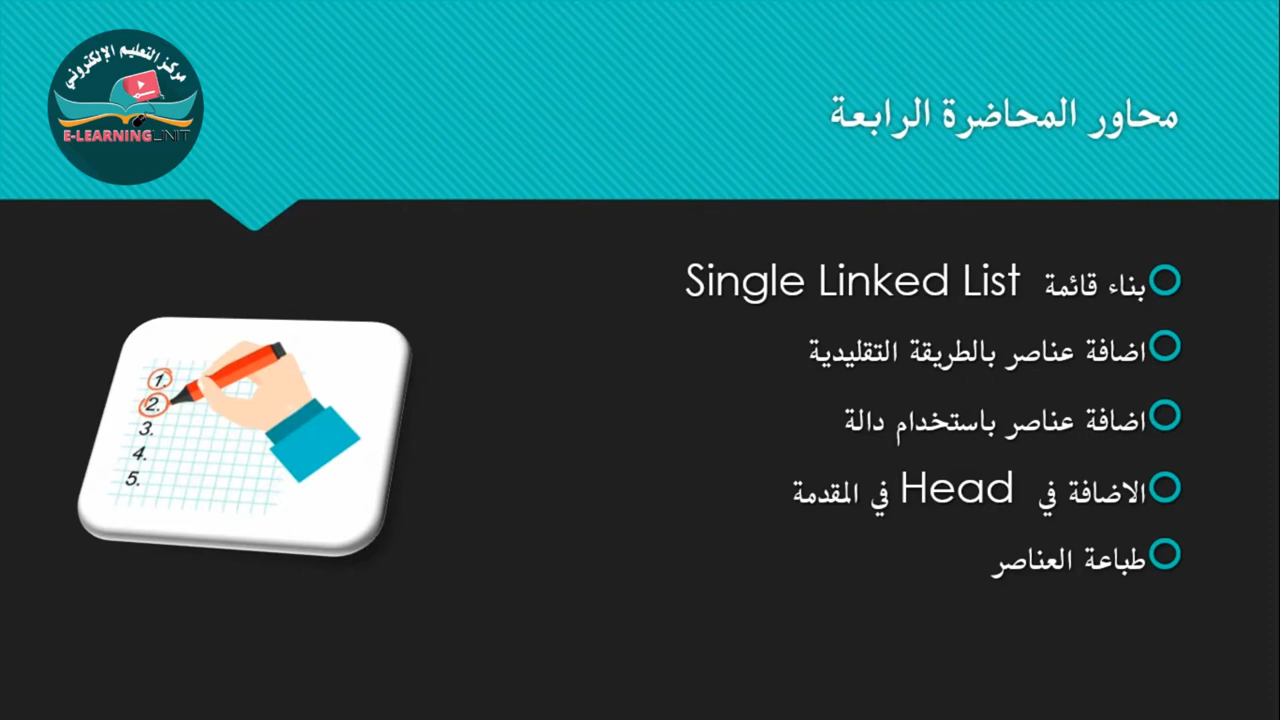 مركز التعليم الإلكتروني
E-LEARNING UNIT
محاور المحاضرة الرابعة
بناء قائمة Single Linked List
اضافة عناصر بالطريقة التقليدية
اضافة عناصر باستخدام دالة
الاضافة في Head في المقدمة
طباعة العناصر
1.
2.
3.
4.
5.